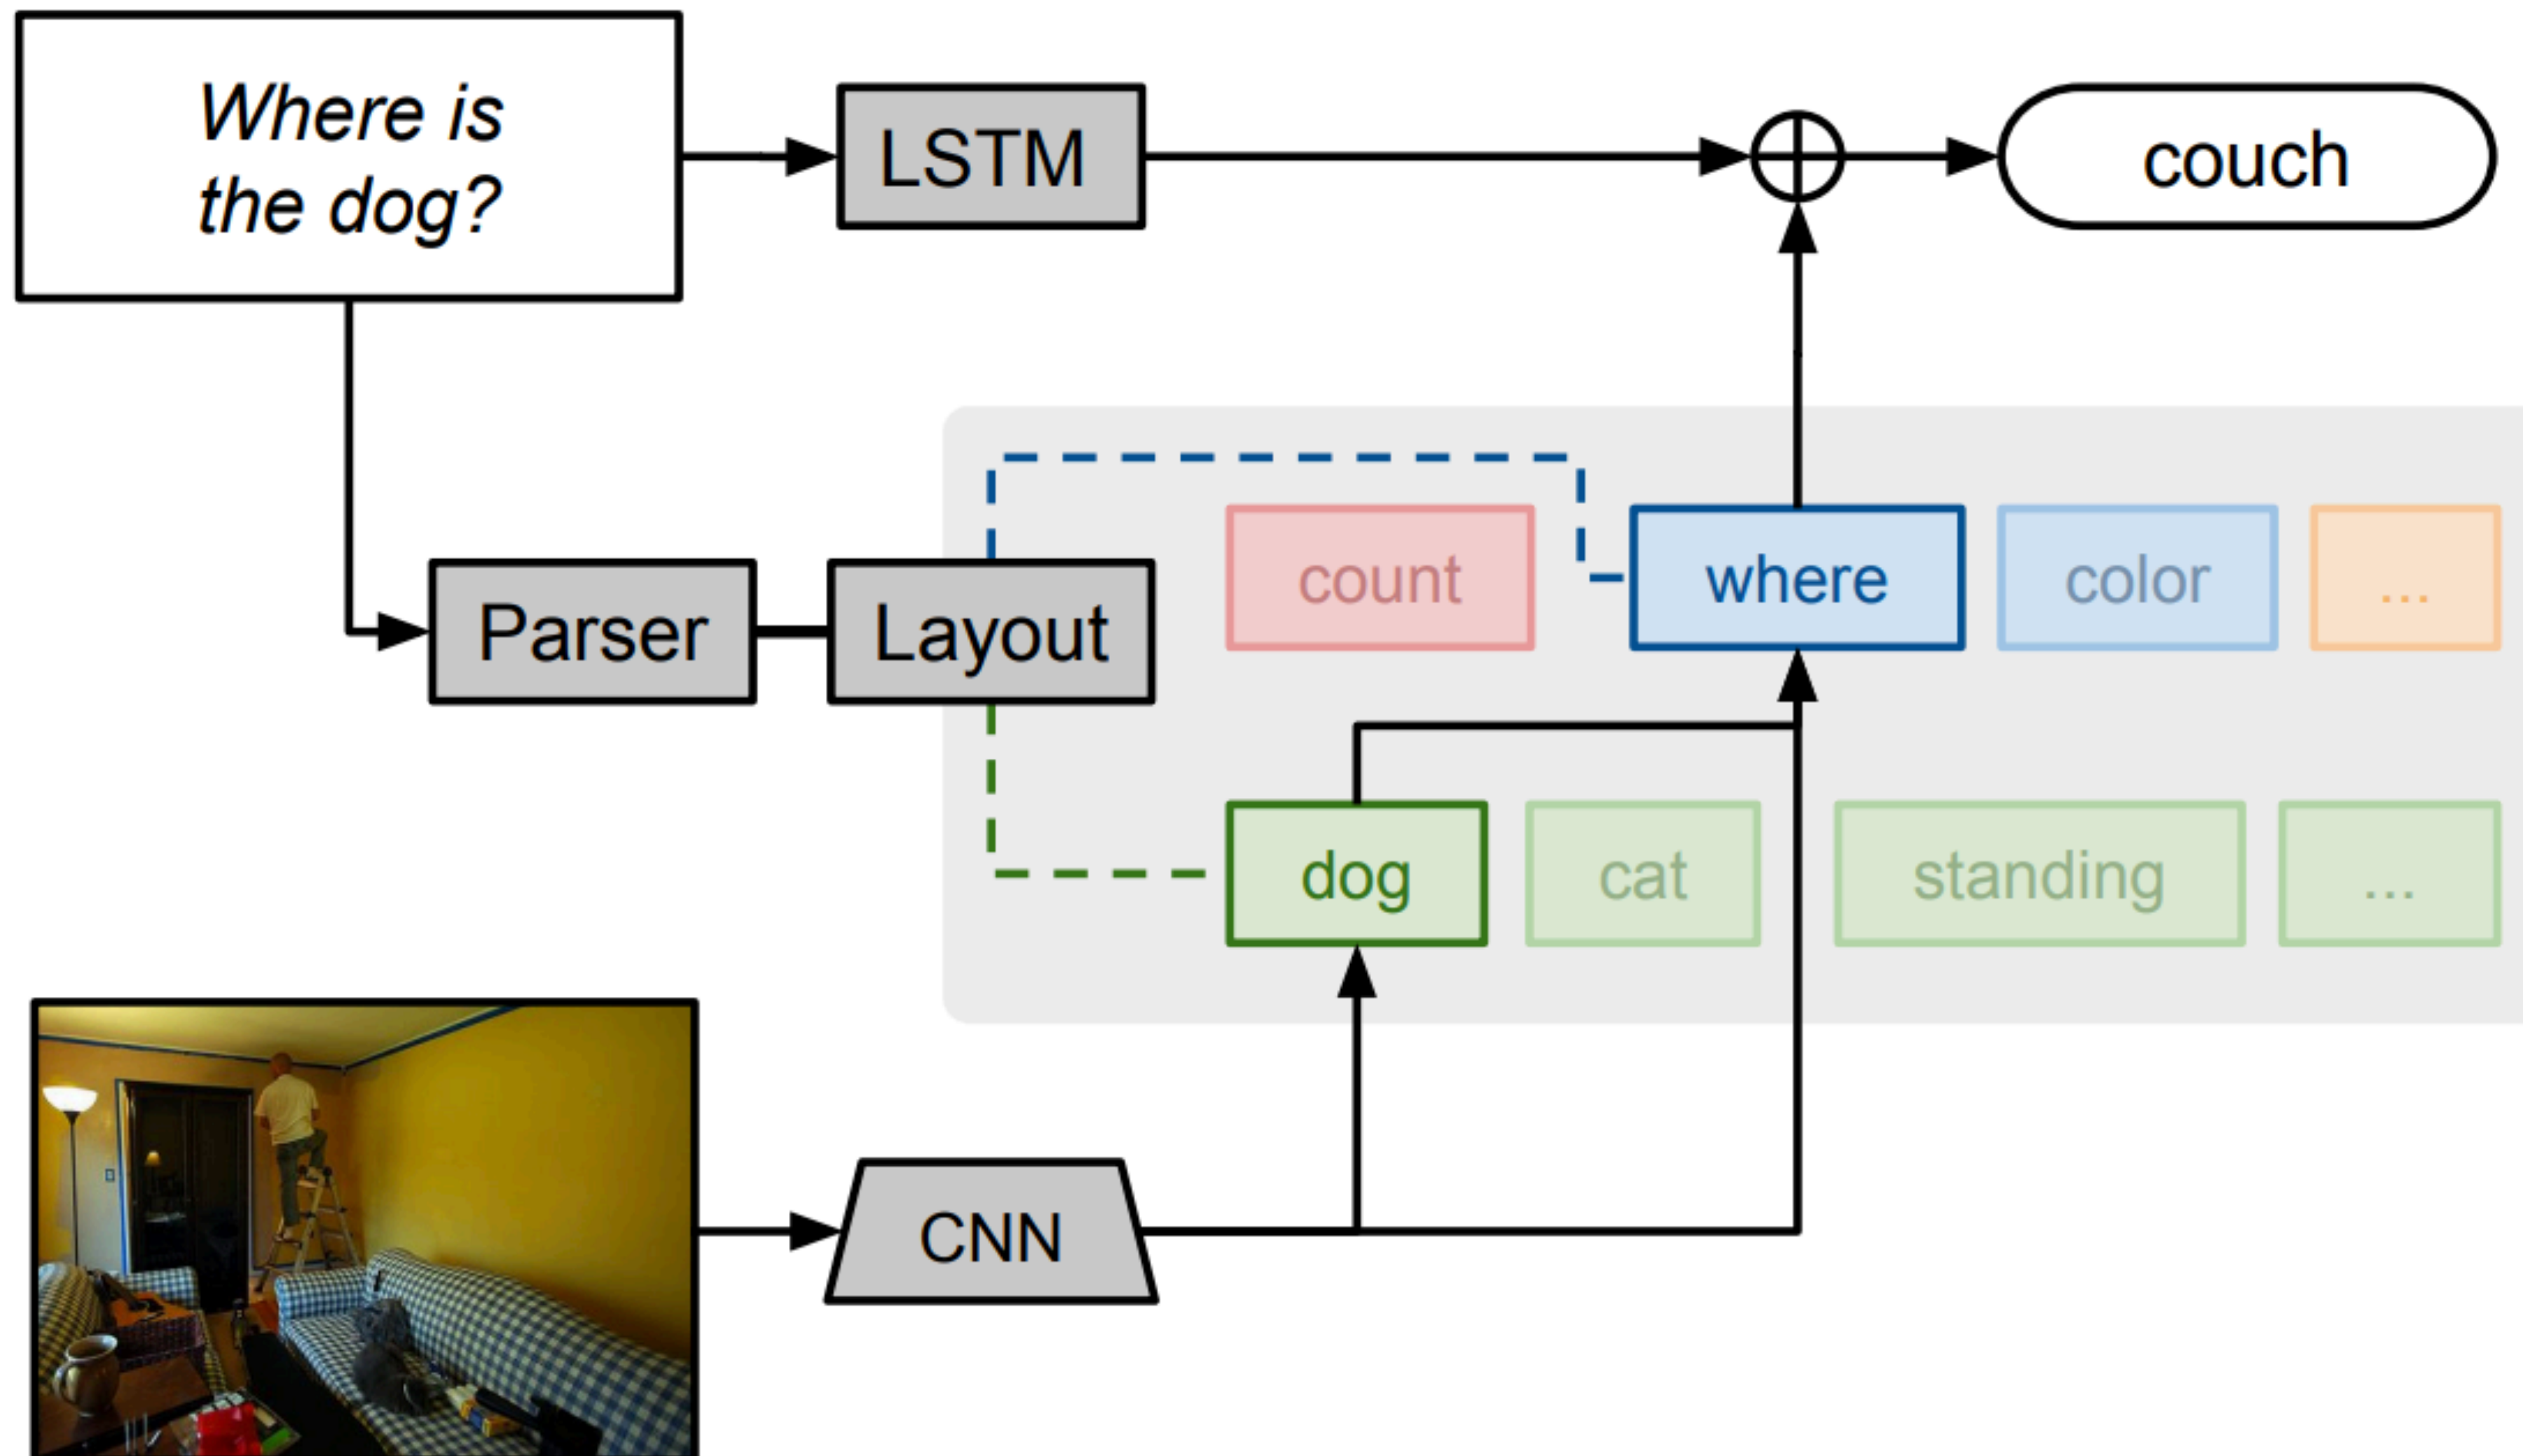 Where is
the dog?
LSTM
couch
count
where
color
...
Parser
Layout
dog
cat
standing
...
CNN